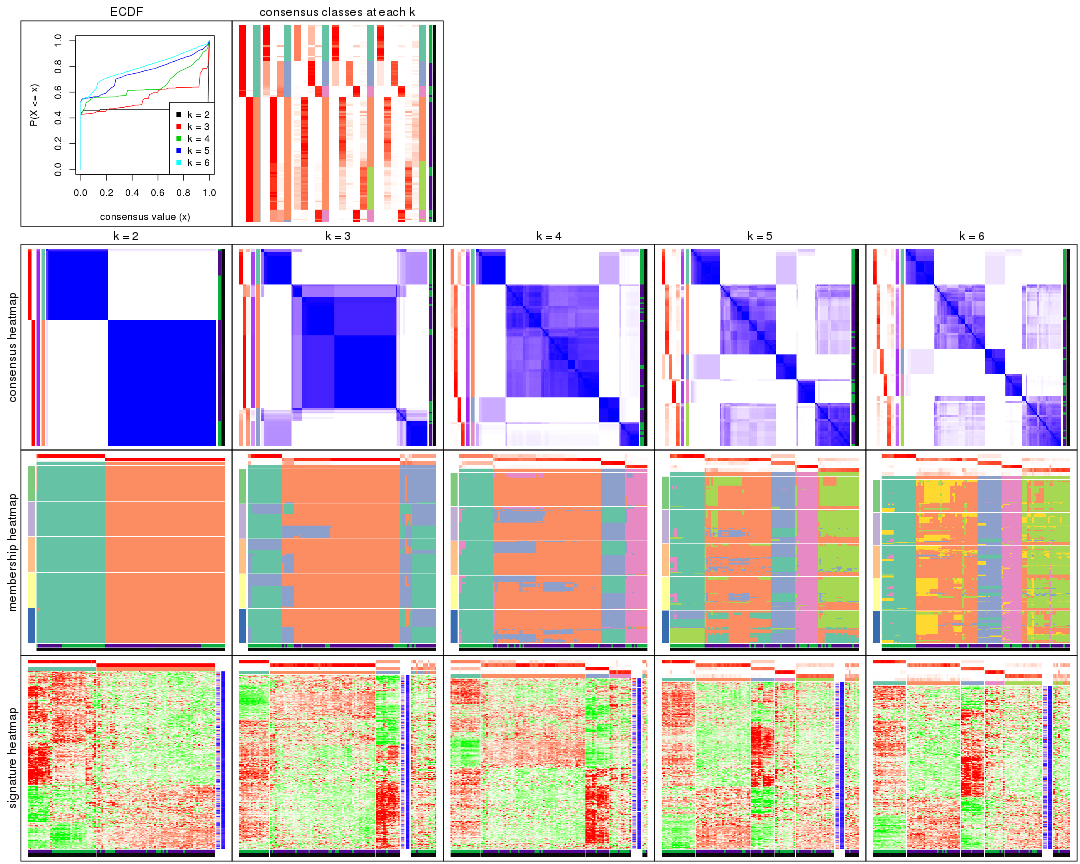 ECDF
consensus classes at each k
P(X <= x)
0.0 0.2 0.4 0.6 0.8 1.0
k = 2
k = 3
k = 4
k = 5
k = 6
0.0 0.2 0.4 0.6 0.8 1.0
consensus value (x)
k = 2
k = 3
k = 4
k = 5
k = 6
consensus heatmap
membership heatmap
signature heatmap